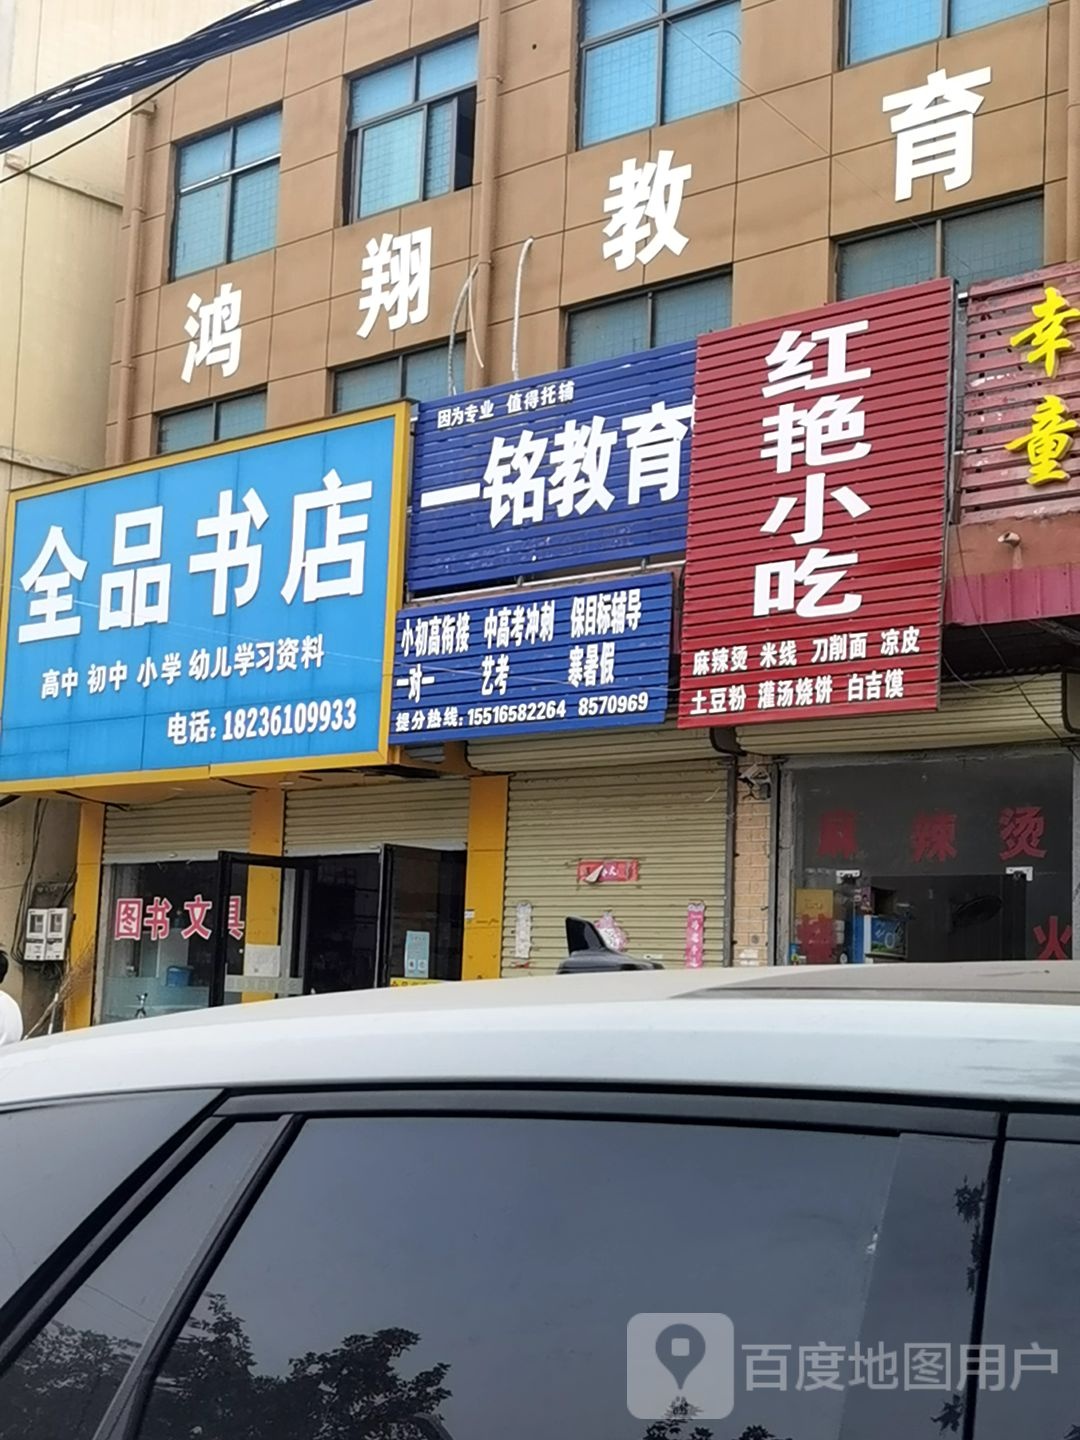 鸿翔教育
全品书店
高中 初中 小学 幼儿学习资料
电话:18236109933
因为专业 值得托辅
一铭教育
小初高衔接 中高考冲刺 保目标辅导
一对一 艺考 寒暑假
提分热线:15516582264 8570969
红艳小吃
麻辣烫 米线 刀削面 凉皮
土豆粉 灌汤烧饼 白吉馍
幸
童
图书文具
麻辣烫
火
百度地图用户